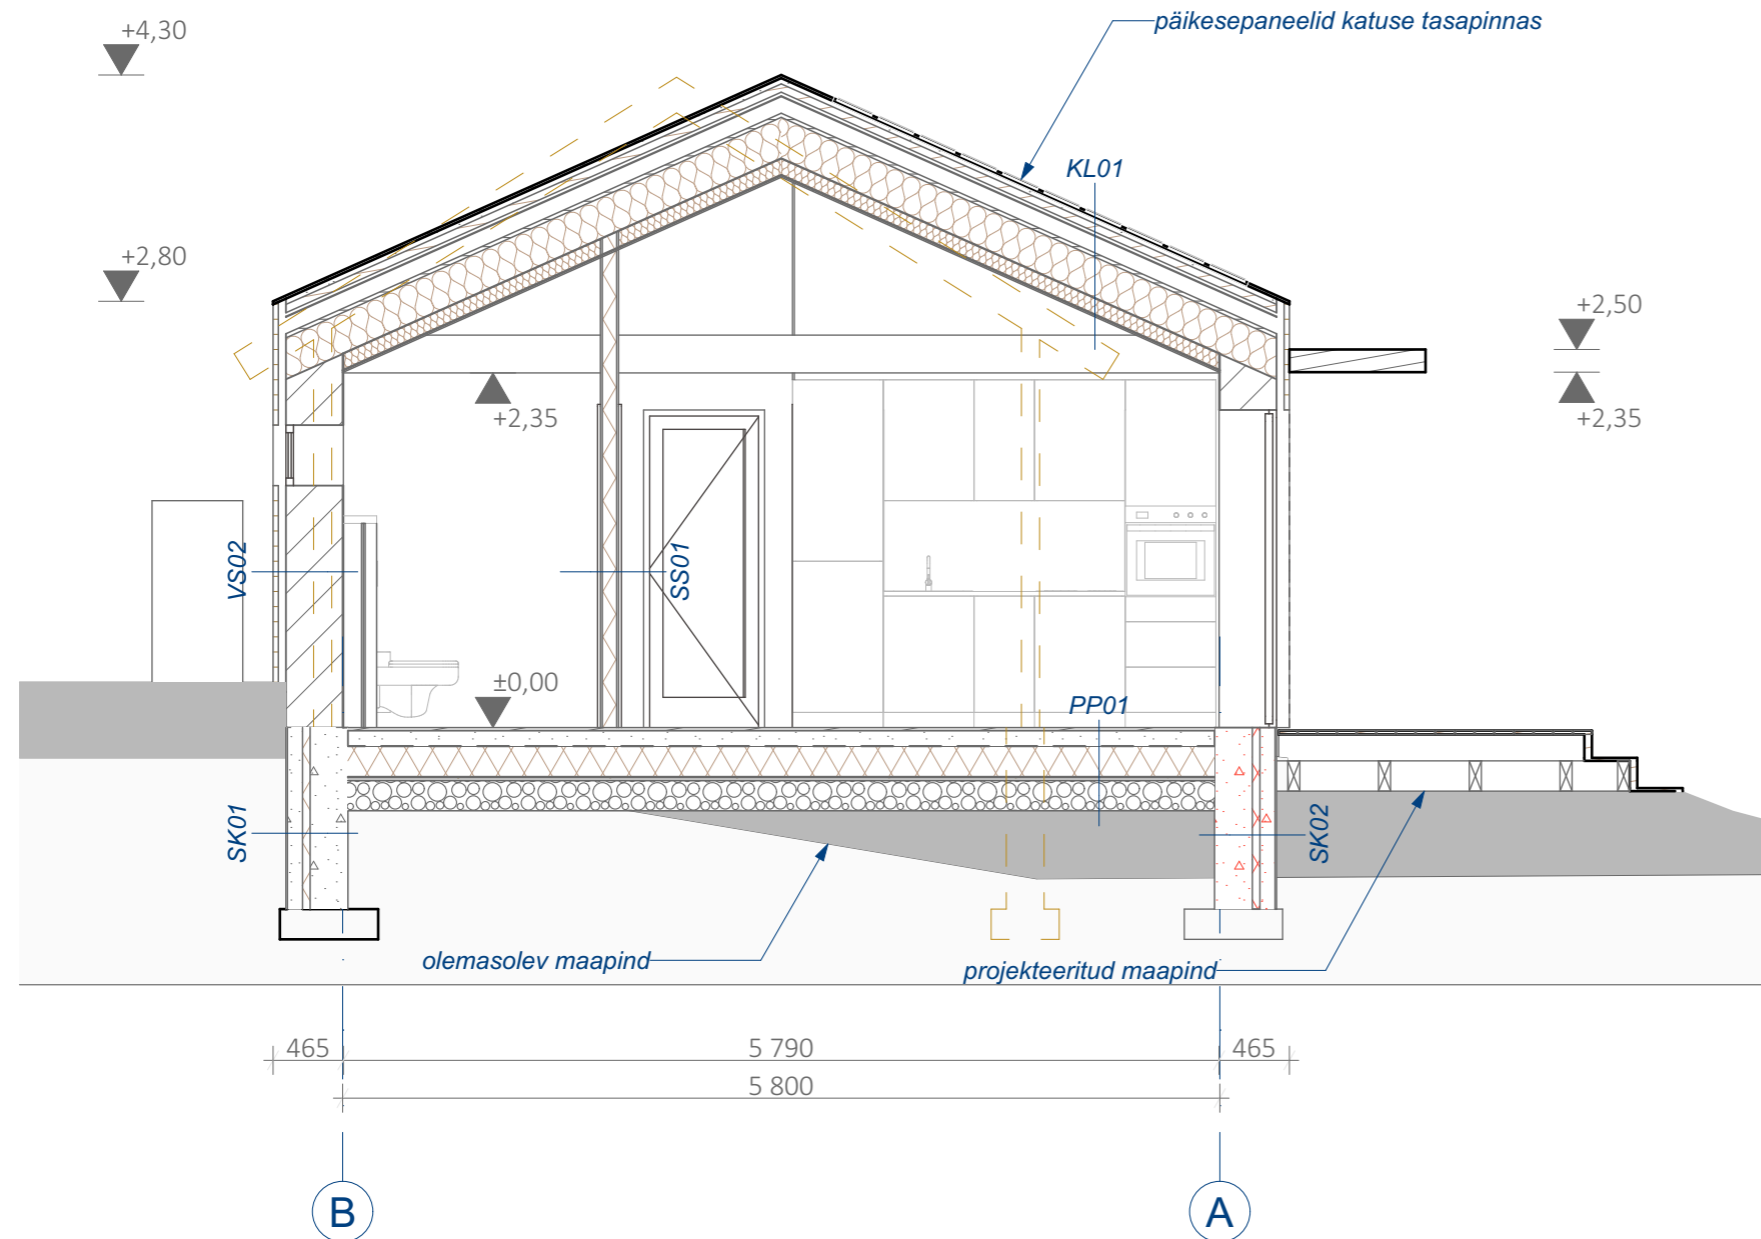 +4,30
päikesepaneelid katuse tasapinnas
KL01
+2,80
+2,50
+2,35
+2,35
VS02
SS01
±0,00
PP01
SK01
SK02
olemasolev maapind
projekteeritud maapind
465
5 790
465
5 800
B
A